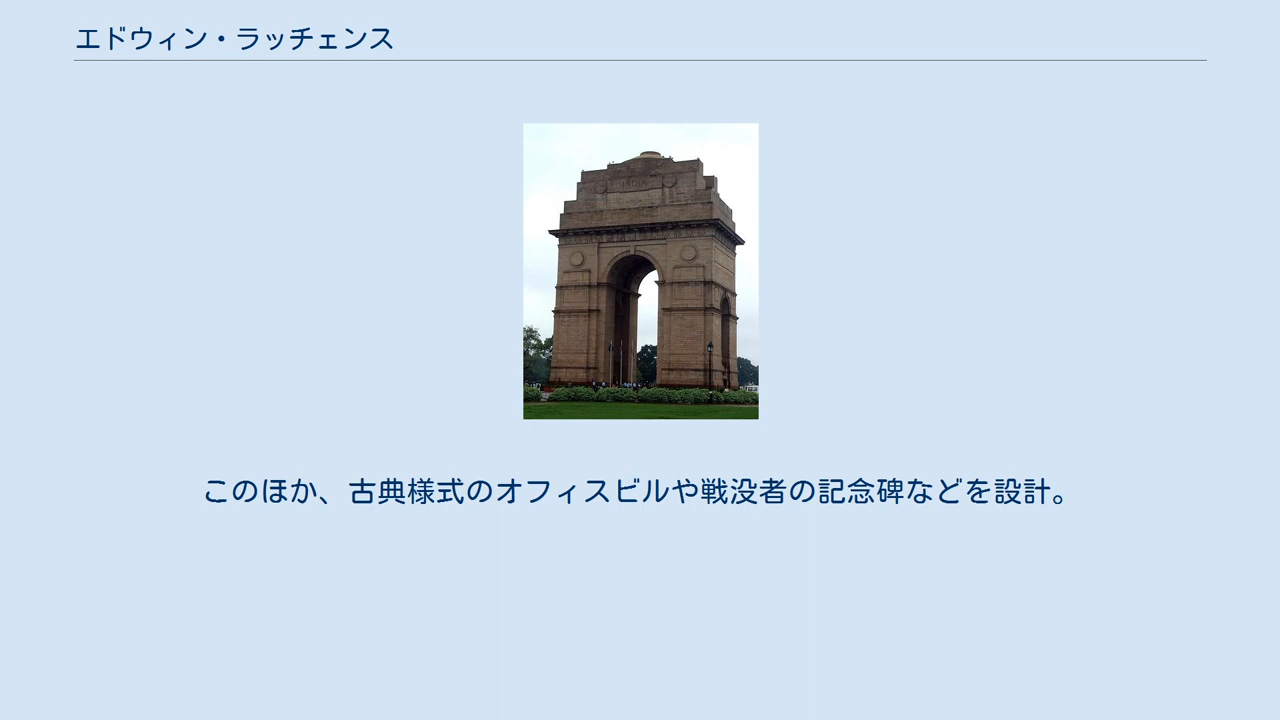 エドウィン・ラッチェンス
INDIA
このほか、古典様式のオフィスビルや戦没者の記念碑などを設計。